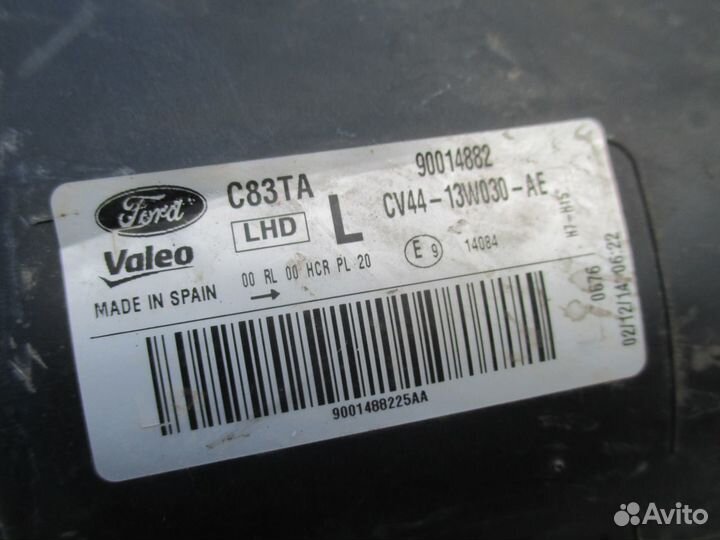 Ford
C83TA
90014882
Valeo
LHD
L
CV44-13W030-AE
MADE IN SPAIN
00 RL 00 HCR PL 20
E 9
14084
H7-H15
0676
02/12/14 06:22
9001488225AA
Avito